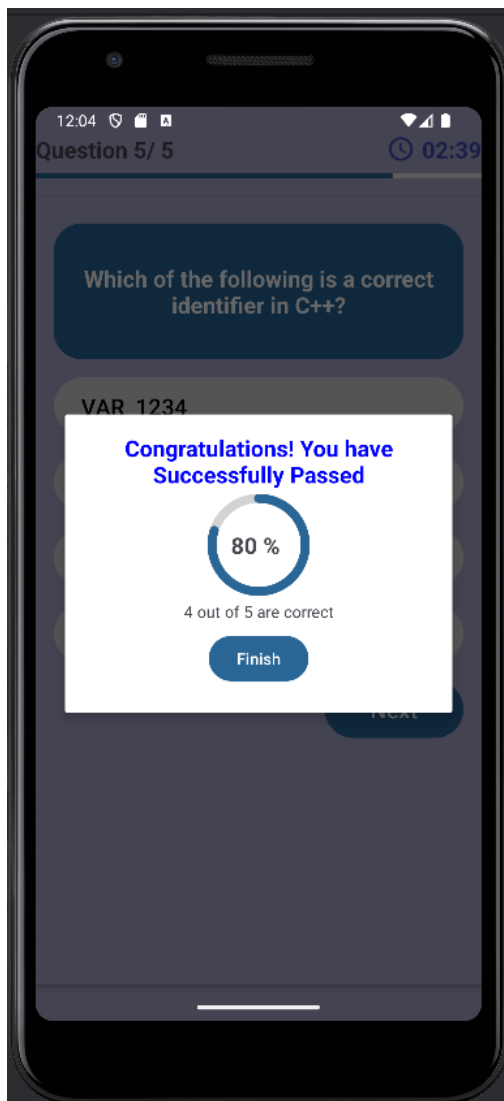 12:04
Question 5/ 5
02:39
Which of the following is a correct
identifier in C++?
VAR_1234
Congratulations! You have
Successfully Passed
80 %
4 out of 5 are correct
Finish
Next